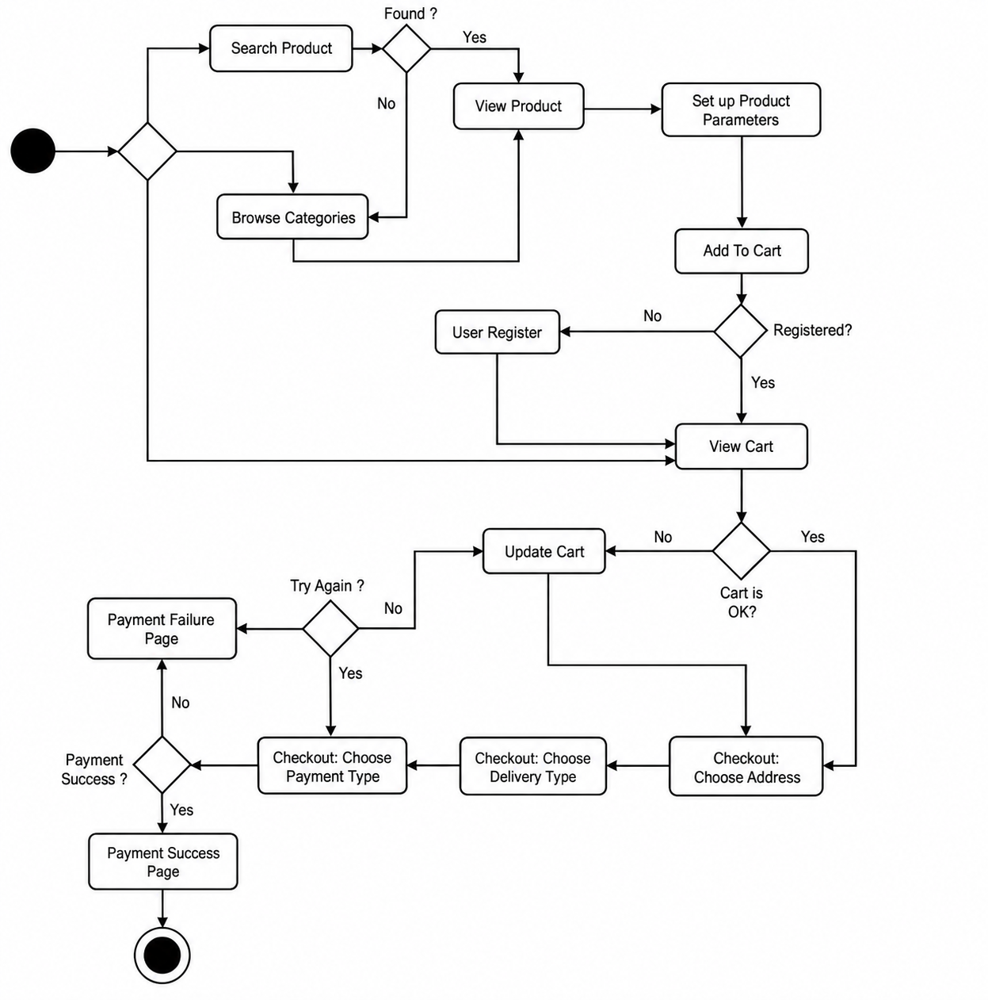 Found ?
Search Product
Yes
No
View Product
Set up Product
Parameters
Browse Categories
Add To Cart
No
User Register
Registered?
Yes
View Cart
Update Cart
No
Yes
Cart is
OK?
Try Again ?
No
Payment Failure
Page
Yes
No
Payment
Success ?
Checkout: Choose
Payment Type
Checkout: Choose
Delivery Type
Checkout:
Choose Address
Yes
Payment Success
Page